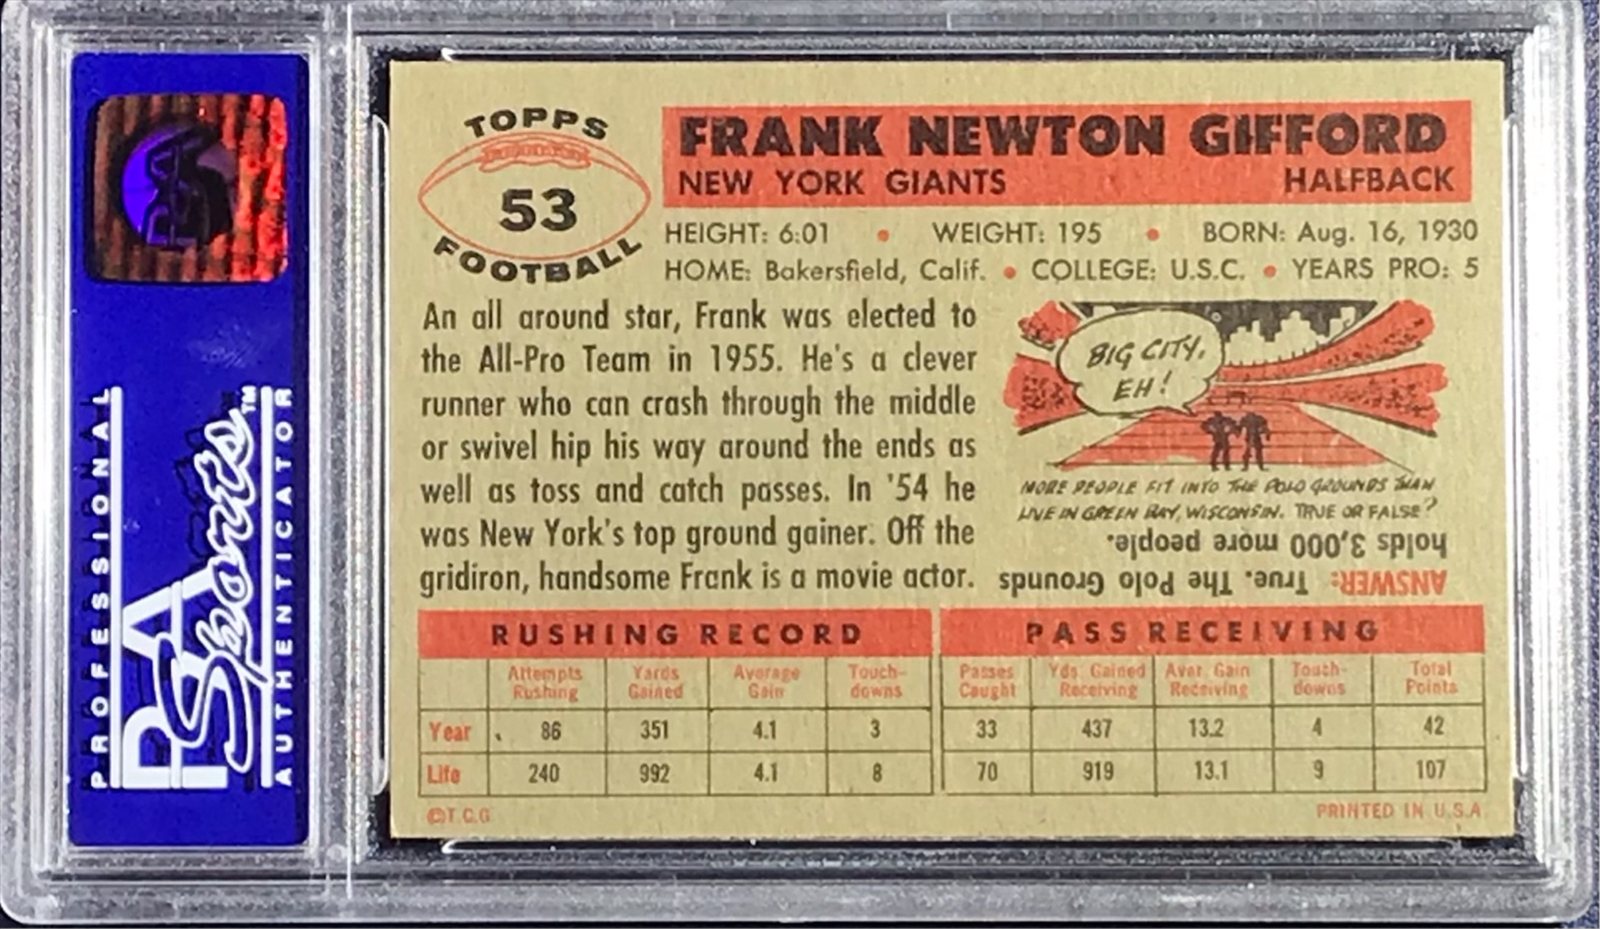 PSA
PROFESSIONAL
PSA Sports™
AUTHENTICATOR
TOPPS
53
FOOTBALL
FRANK NEWTON GIFFORD
NEW YORK GIANTS HALFBACK
HEIGHT: 6:01 • WEIGHT: 195 • BORN: Aug. 16, 1930
HOME: Bakersfield, Calif. • COLLEGE: U.S.C. • YEARS PRO: 5
An all around star, Frank was elected to
the All-Pro Team in 1955. He's a clever
runner who can crash through the middle
or swivel hip his way around the ends as
well as toss and catch passes. In '54 he
was New York's top ground gainer. Off the
gridiron, handsome Frank is a movie actor.
BIG CITY,
EH!
MORE PEOPLE FIT INTO THE POLO GROUNDS THAN
LIVE IN GREEN BAY, WISCONSIN. TRUE OR FALSE?
ANSWER: True. The Polo Grounds
holds 3,000 more people.
RUSHING RECORD PASS RECEIVING
Attempts Yards Average Touch- Passes Yds. Gained Aver. Gain Touch- Total
Rushing Gained Gain downs Caught Receiving Receiving downs Points
Year 86 351 4.1 3 33 437 13.2 4 42
Life 240 992 4.1 8 70 919 13.1 9 107
©T.C.G. PRINTED IN U.S.A.